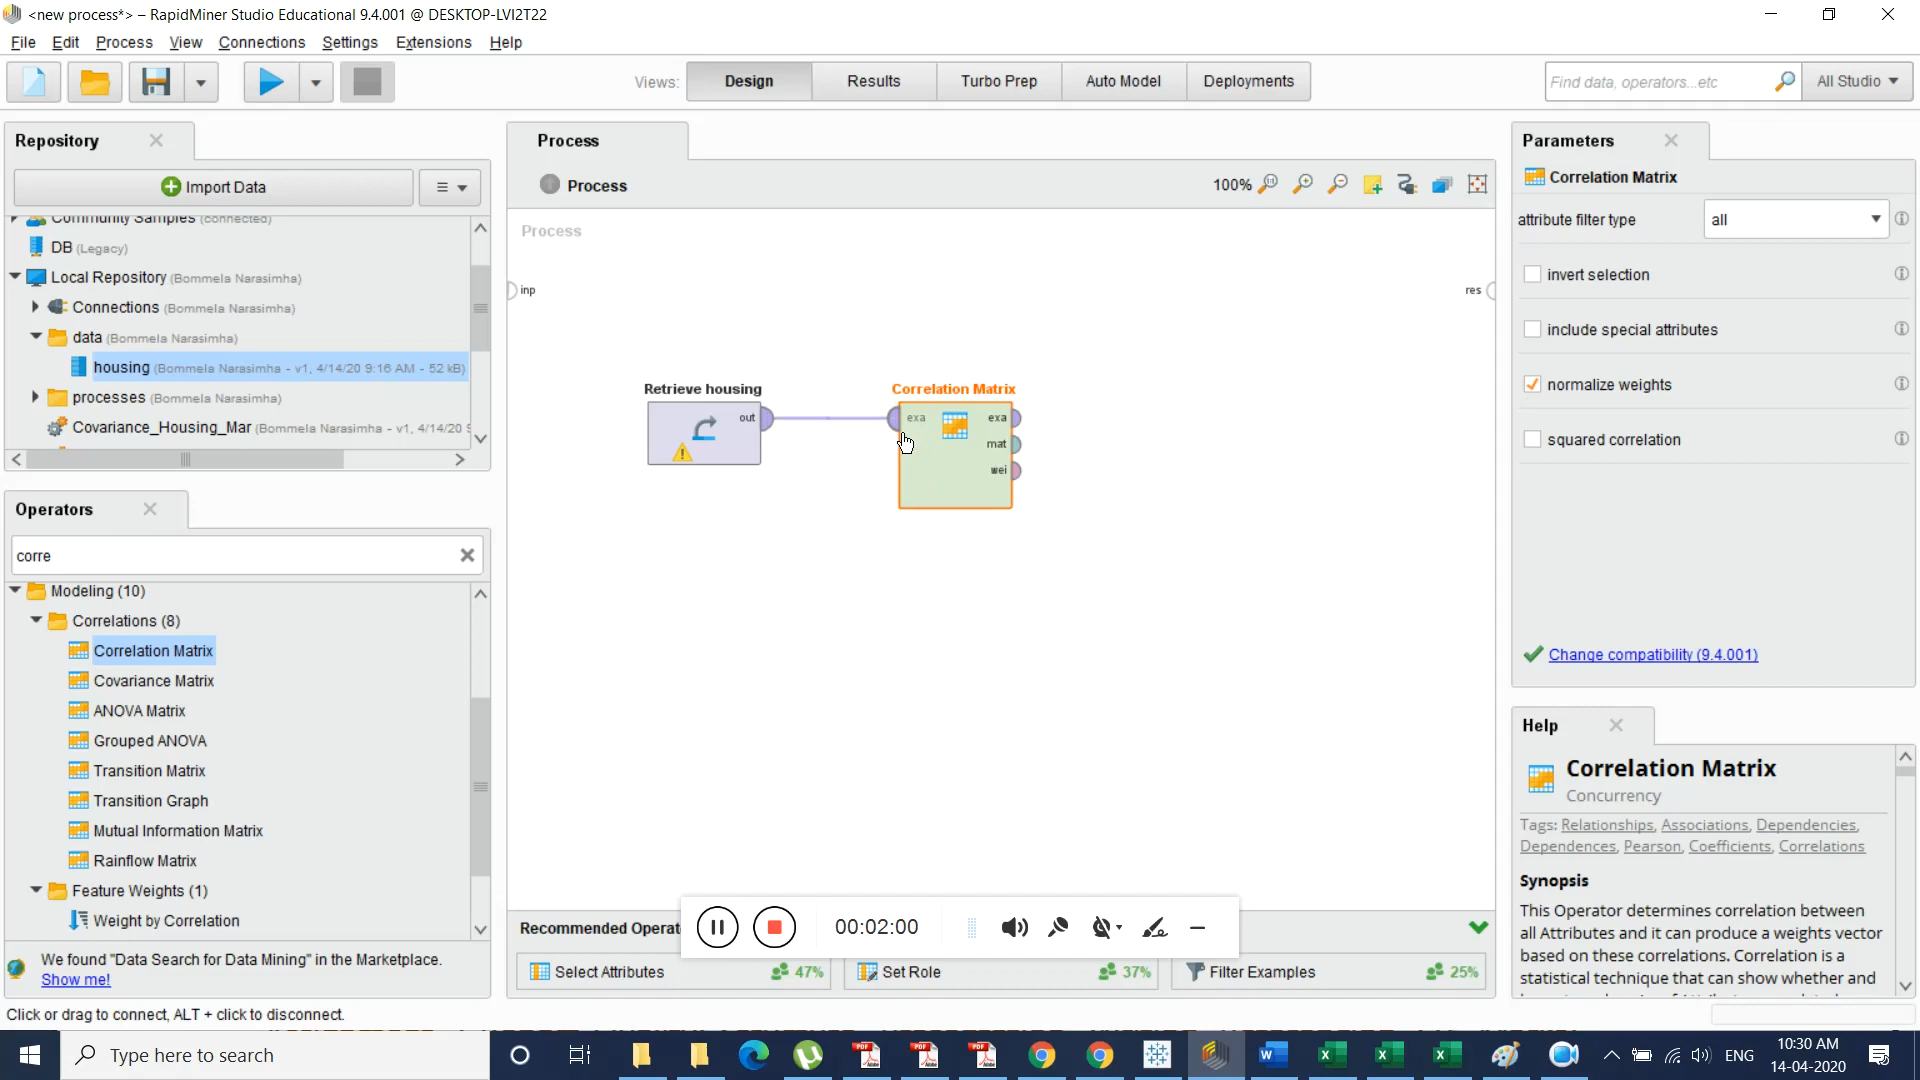 <new process*> – RapidMiner Studio Educational 9.4.001 @ DESKTOP-LVI2T22
File Edit Process View Connections Settings Extensions Help
Views: Design Results Turbo Prep Auto Model Deployments
Find data, operators...etc
All Studio
Repository
Import Data
Community Samples (connected)
DB (Legacy)
Local Repository (Bommela Narasimha)
Connections (Bommela Narasimha)
data (Bommela Narasimha)
housing (Bommela Narasimha - v1, 4/14/20 9:16 AM - 52 kB)
processes (Bommela Narasimha)
Covariance_Housing_Mar (Bommela Narasimha - v1, 4/14/20
Operators
corre
Modeling (10)
Correlations (8)
Correlation Matrix
Covariance Matrix
ANOVA Matrix
Grouped ANOVA
Transition Matrix
Transition Graph
Mutual Information Matrix
Rainflow Matrix
Feature Weights (1)
Weight by Correlation
We found "Data Search for Data Mining" in the Marketplace.
Show me!
Click or drag to connect, ALT + click to disconnect.
Process
Process
100%
Process
inp
res
Retrieve housing
out
Correlation Matrix
exa
exa
mat
wei
Recommended Operat
00:02:00
Select Attributes 47%
Set Role 37%
Filter Examples 25%
Parameters
Correlation Matrix
attribute filter type all
invert selection
include special attributes
normalize weights
squared correlation
Change compatibility (9.4.001)
Help
Correlation Matrix
Concurrency
Tags: Relationships, Associations, Dependencies,
Dependences, Pearson, Coefficients, Correlations
Synopsis
This Operator determines correlation between
all Attributes and it can produce a weights vector
based on these correlations. Correlation is a
statistical technique that can show whether and
Type here to search
ENG
10:30 AM
14-04-2020